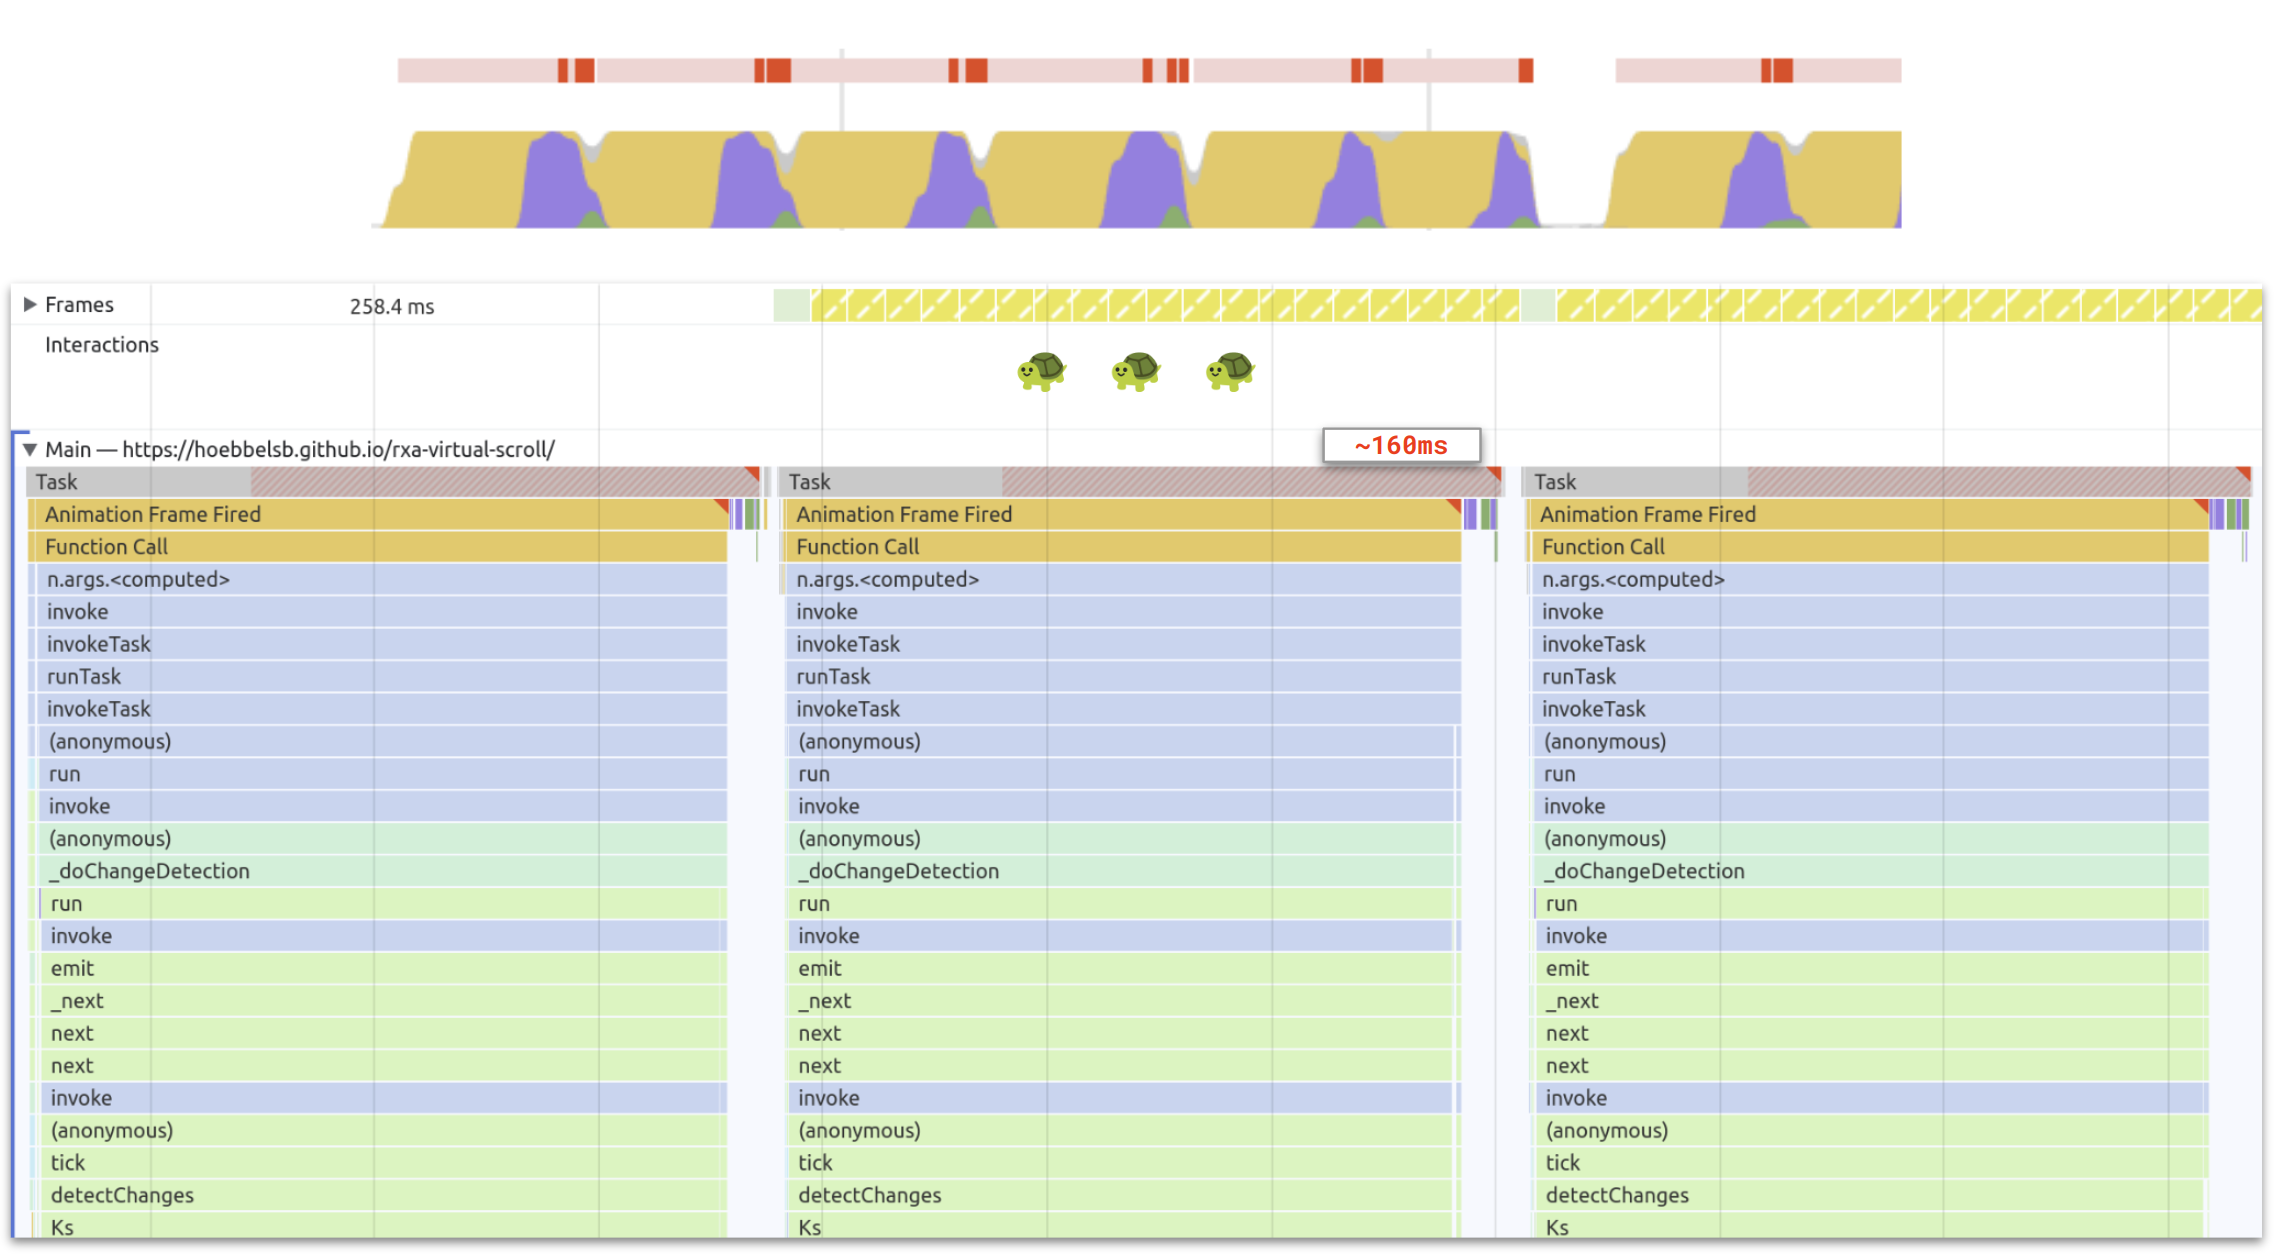 Frames 258.4 ms
Interactions
~160ms
Main — https://hoebbelsb.github.io/rxa-virtual-scroll/
Task Task Task
Animation Frame Fired Animation Frame Fired Animation Frame Fired
Function Call Function Call Function Call
n.args.<computed> n.args.<computed> n.args.<computed>
invoke invoke invoke
invokeTask invokeTask invokeTask
runTask runTask runTask
invokeTask invokeTask invokeTask
(anonymous) (anonymous) (anonymous)
run run run
invoke invoke invoke
(anonymous) (anonymous) (anonymous)
_doChangeDetection _doChangeDetection _doChangeDetection
run run run
invoke invoke invoke
emit emit emit
_next _next _next
next next next
next next next
invoke invoke invoke
(anonymous) (anonymous) (anonymous)
tick tick tick
detectChanges detectChanges detectChanges
Ks Ks Ks